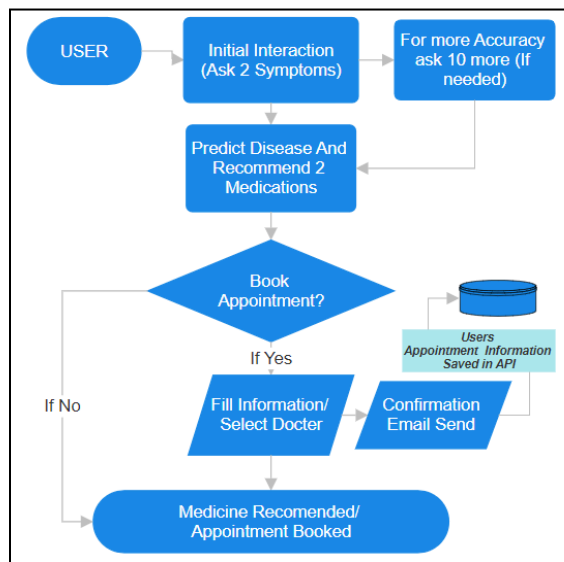 USER
Initial Interaction
(Ask 2 Symptoms)
For more Accuracy
ask 10 more (If
needed)
Predict Disease And
Recommend 2
Medications
Book
Appointment?
Users
Appointment Information
Saved in API
If Yes
If No
Fill Information/
Select Docter
Confirmation
Email Send
Medicine Recomended/
Appointment Booked